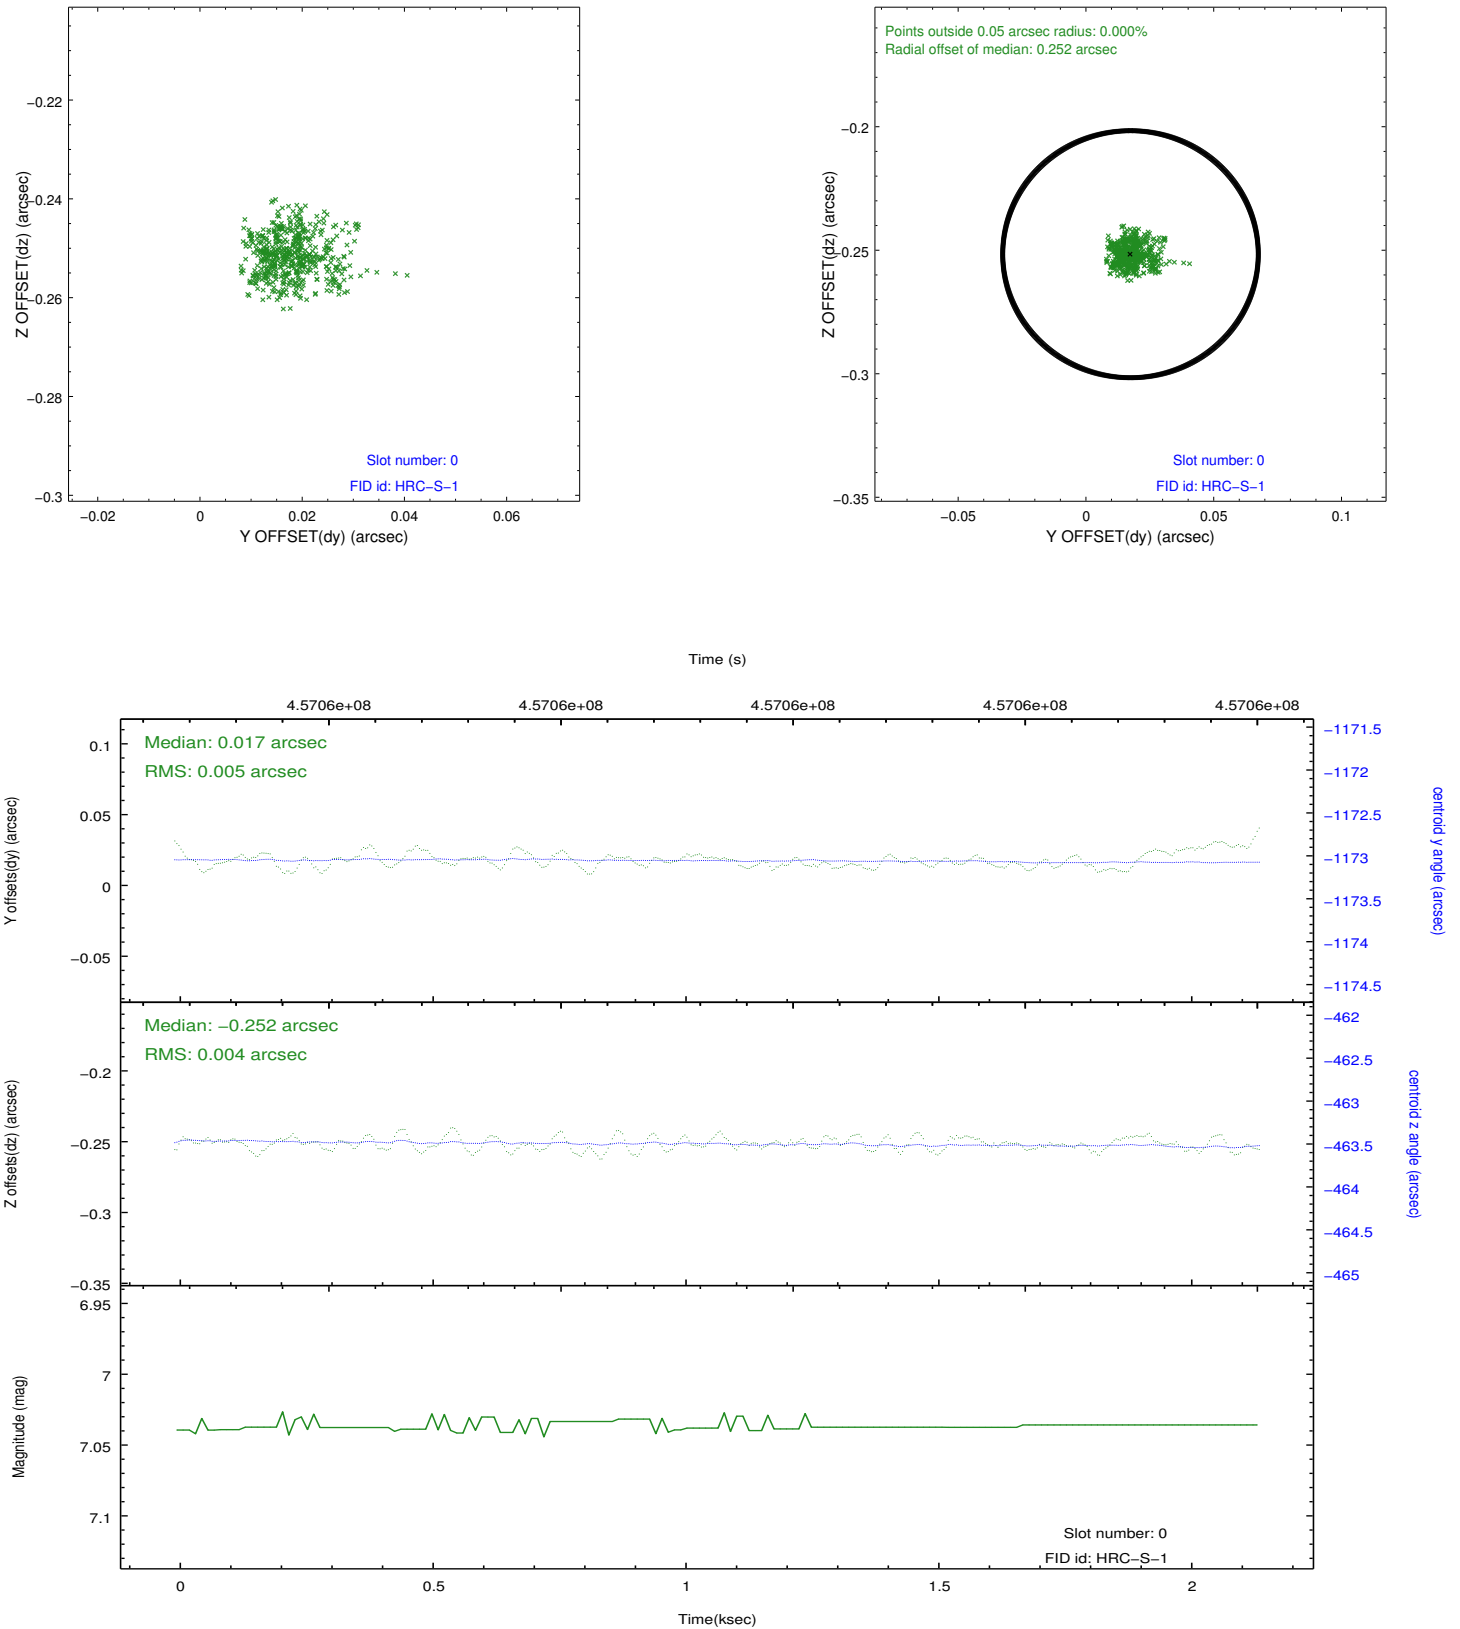 −0.22
−0.24
−0.26
−0.28
−0.3
Z OFFSET(dz) (arcsec)
Slot number: 0
FID id: HRC−S−1
−0.02
0
0.02
0.04
0.06
Y OFFSET(dy) (arcsec)
Points outside 0.05 arcsec radius: 0.000%
Radial offset of median: 0.252 arcsec
−0.2
−0.25
−0.3
−0.35
Z OFFSET(dz) (arcsec)
Slot number: 0
FID id: HRC−S−1
−0.05
0
0.05
0.1
Y OFFSET(dy) (arcsec)
Time (s)
4.5706e+08
4.5706e+08
4.5706e+08
4.5706e+08
4.5706e+08
Median: 0.017 arcsec
RMS: 0.005 arcsec
0.1
0.05
0
−0.05
Y offsets(dy) (arcsec)
−1171.5
−1172
−1172.5
−1173
−1173.5
−1174
−1174.5
centroid y angle (arcsec)
Median: −0.252 arcsec
RMS: 0.004 arcsec
−0.2
−0.25
−0.3
−0.35
Z offsets(dz) (arcsec)
−462
−462.5
−463
−463.5
−464
−464.5
−465
centroid z angle (arcsec)
6.95
7
7.05
7.1
Magnitude (mag)
Slot number: 0
FID id: HRC−S−1
0
0.5
1
1.5
2
Time(ksec)